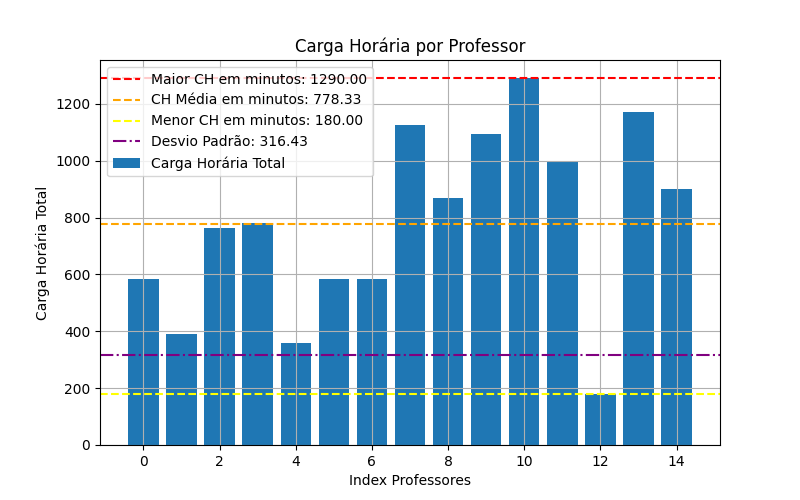 Carga Horária por Professor
Maior CH em minutos: 1290.00
CH Média em minutos: 778.33
Menor CH em minutos: 180.00
Desvio Padrão: 316.43
Carga Horária Total
Carga Horária Total
1200
1000
800
600
400
200
0
0 2 4 6 8 10 12 14
Index Professores